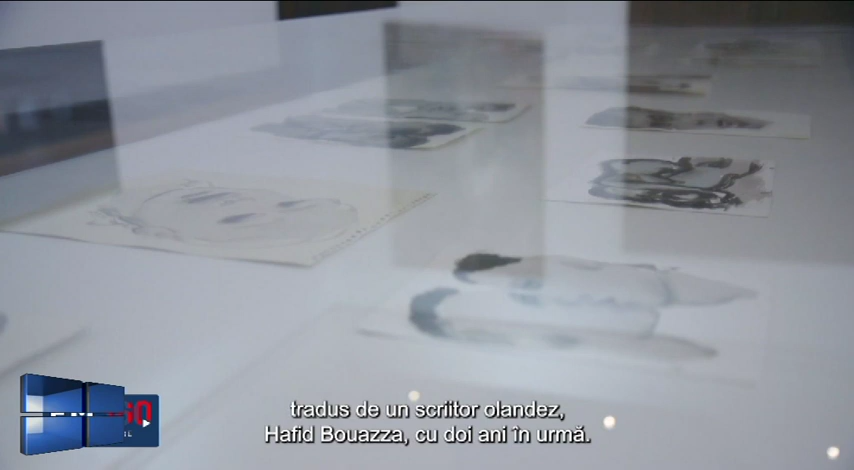 tradus de un scriitor olandez,
Hafid Bouazza, cu doi ani în urmă.